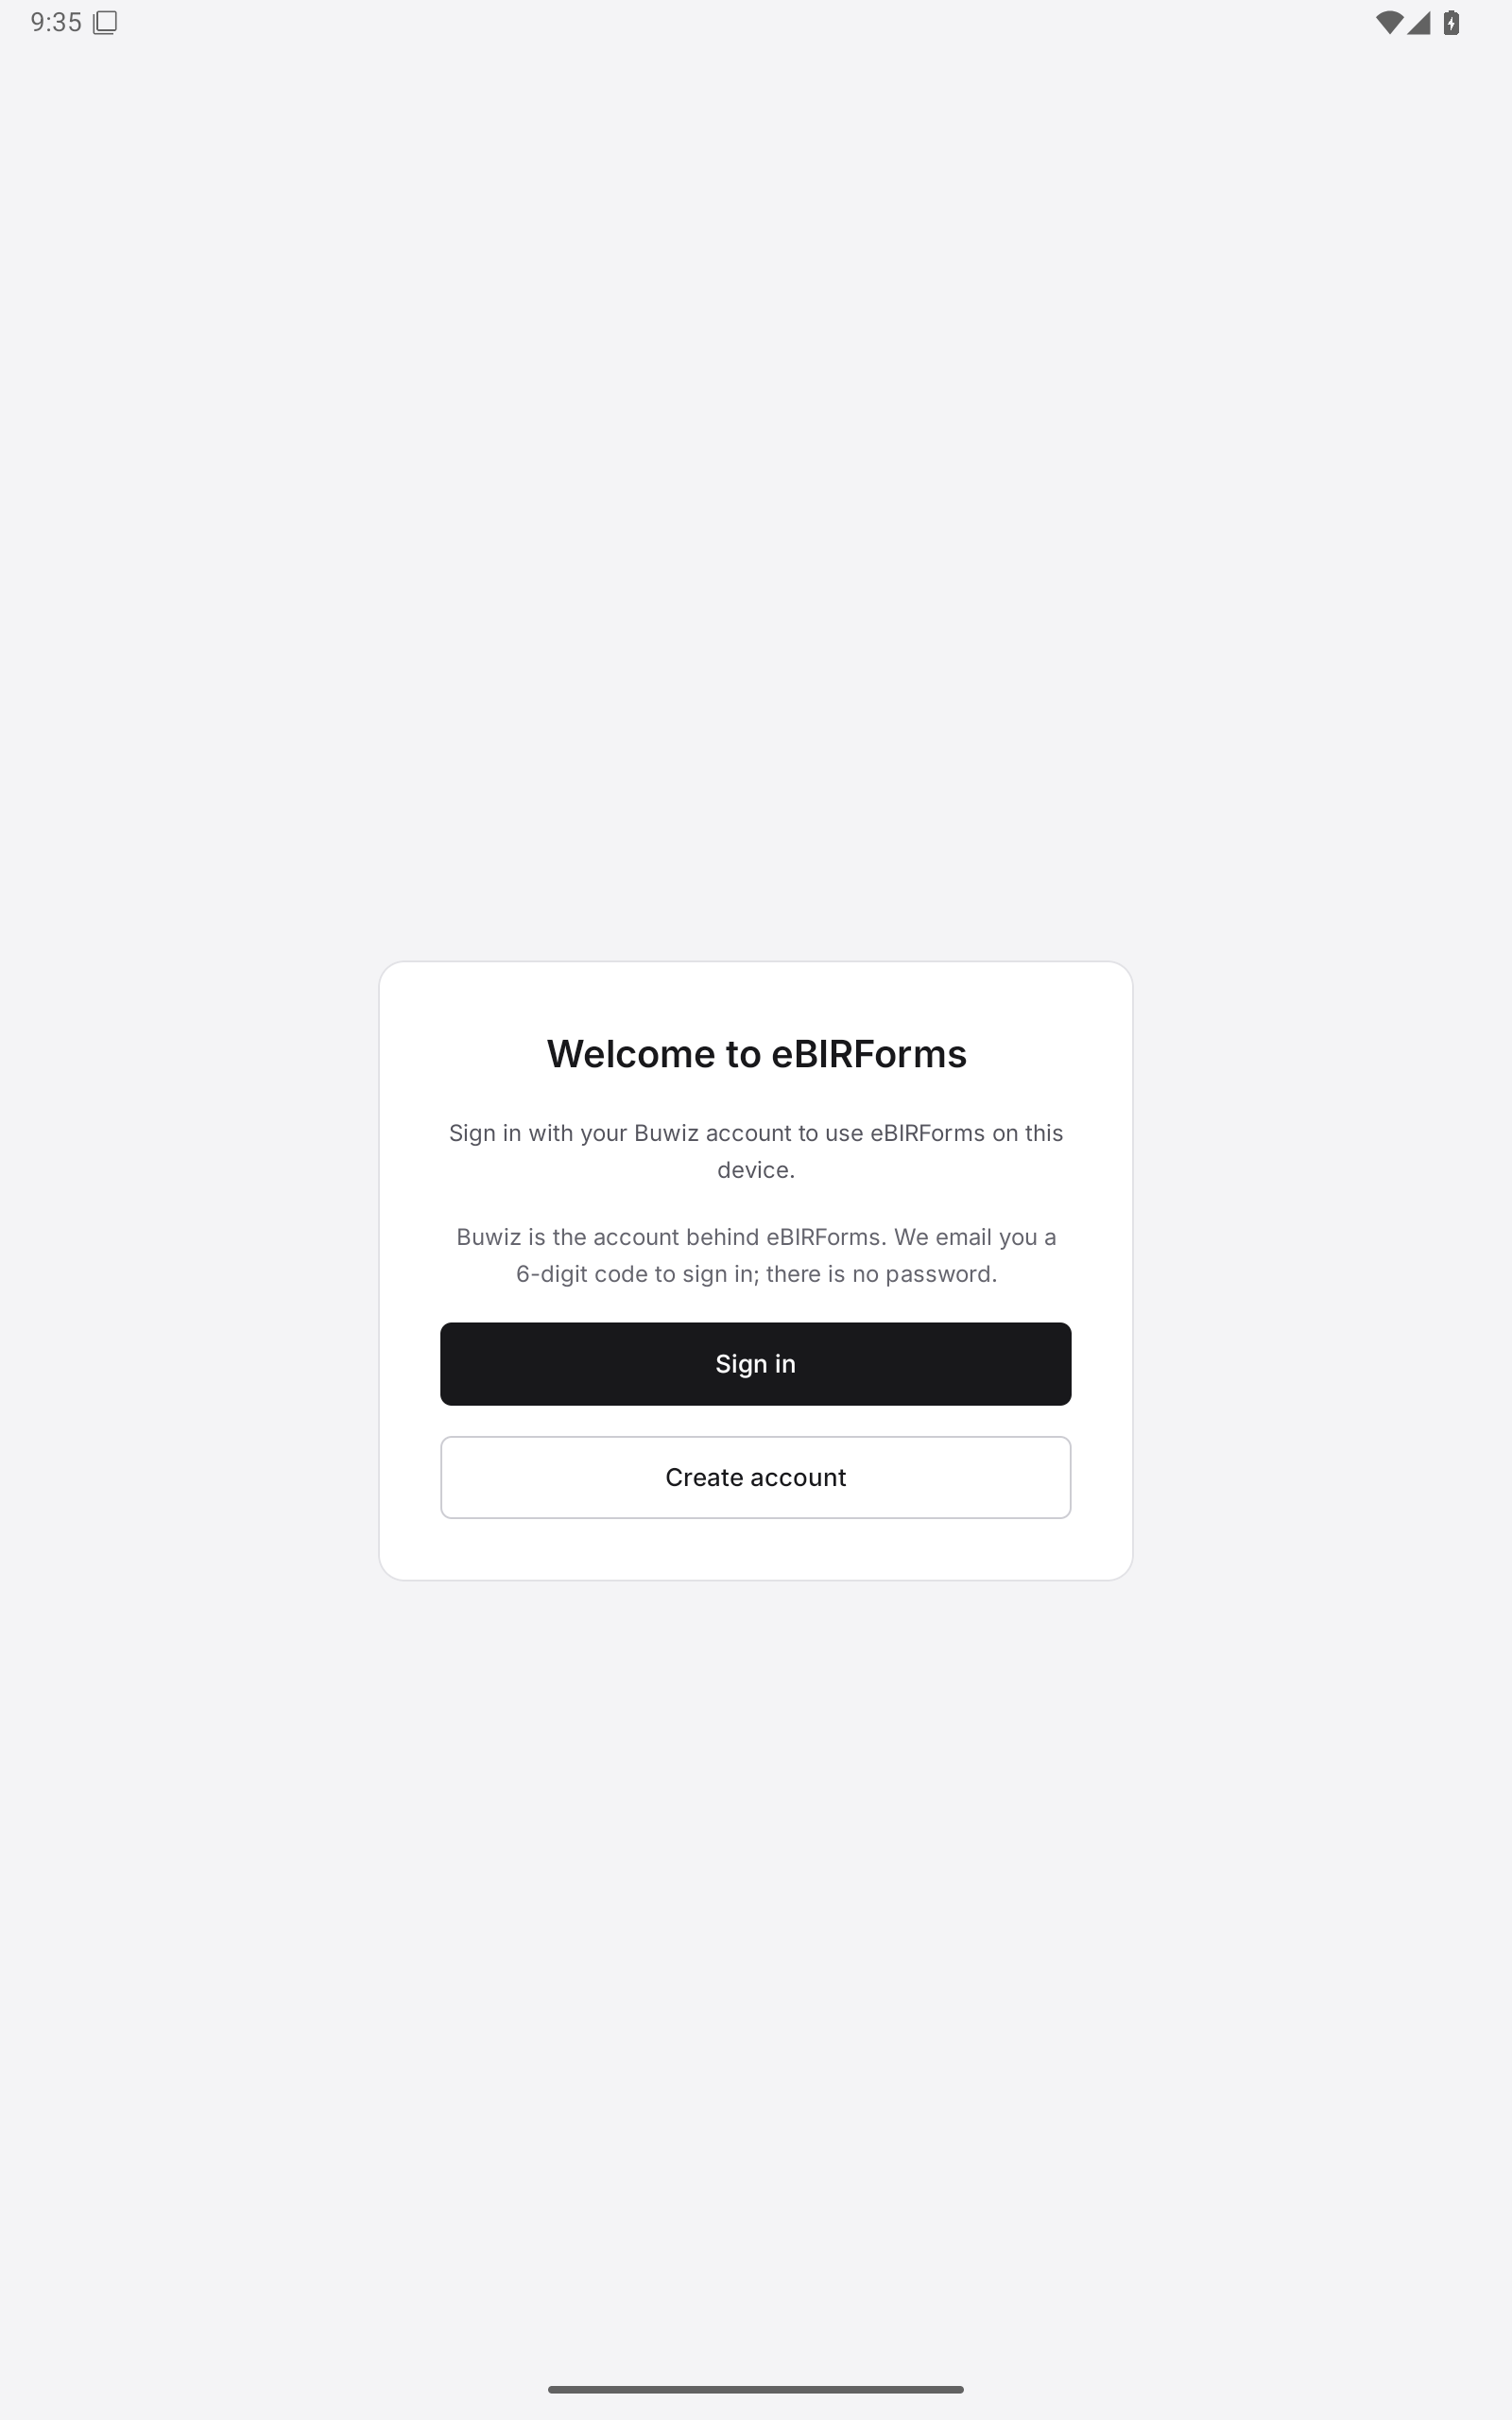 9:35
Welcome to eBIRForms
Sign in with your Buwiz account to use eBIRForms on this
device.
Buwiz is the account behind eBIRForms. We email you a
6-digit code to sign in; there is no password.
Sign in
Create account